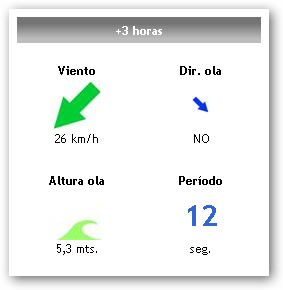 +3 horas
Viento
Dir. ola
26 km/h
NO
Altura ola
Período
12
5,3 mts.
seg.